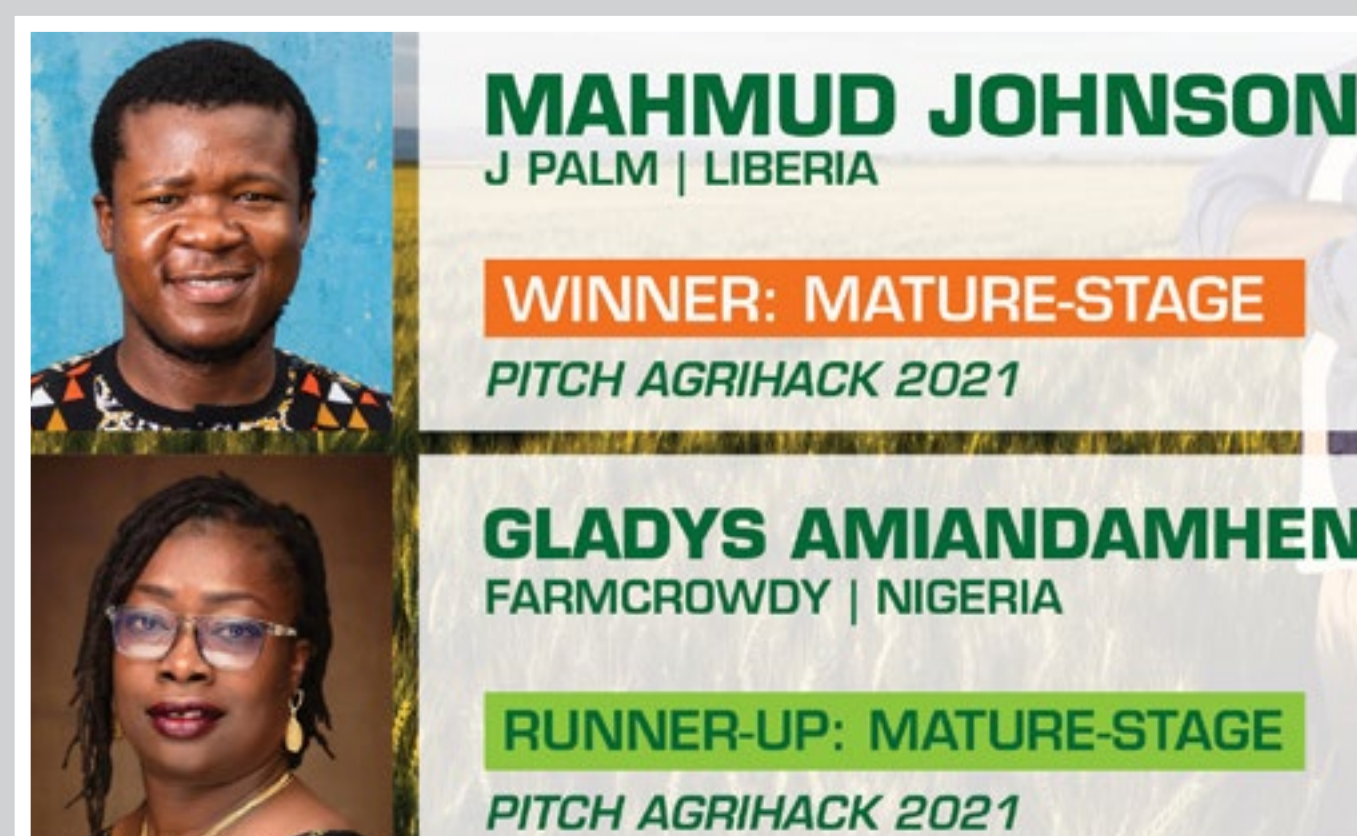 MAHMUD JOHNSON
J PALM | LIBERIA
WINNER: MATURE-STAGE
PITCH AGRIHACK 2021
GLADYS AMIANDAMHEN
FARMCROWDY | NIGERIA
RUNNER-UP: MATURE-STAGE
PITCH AGRIHACK 2021